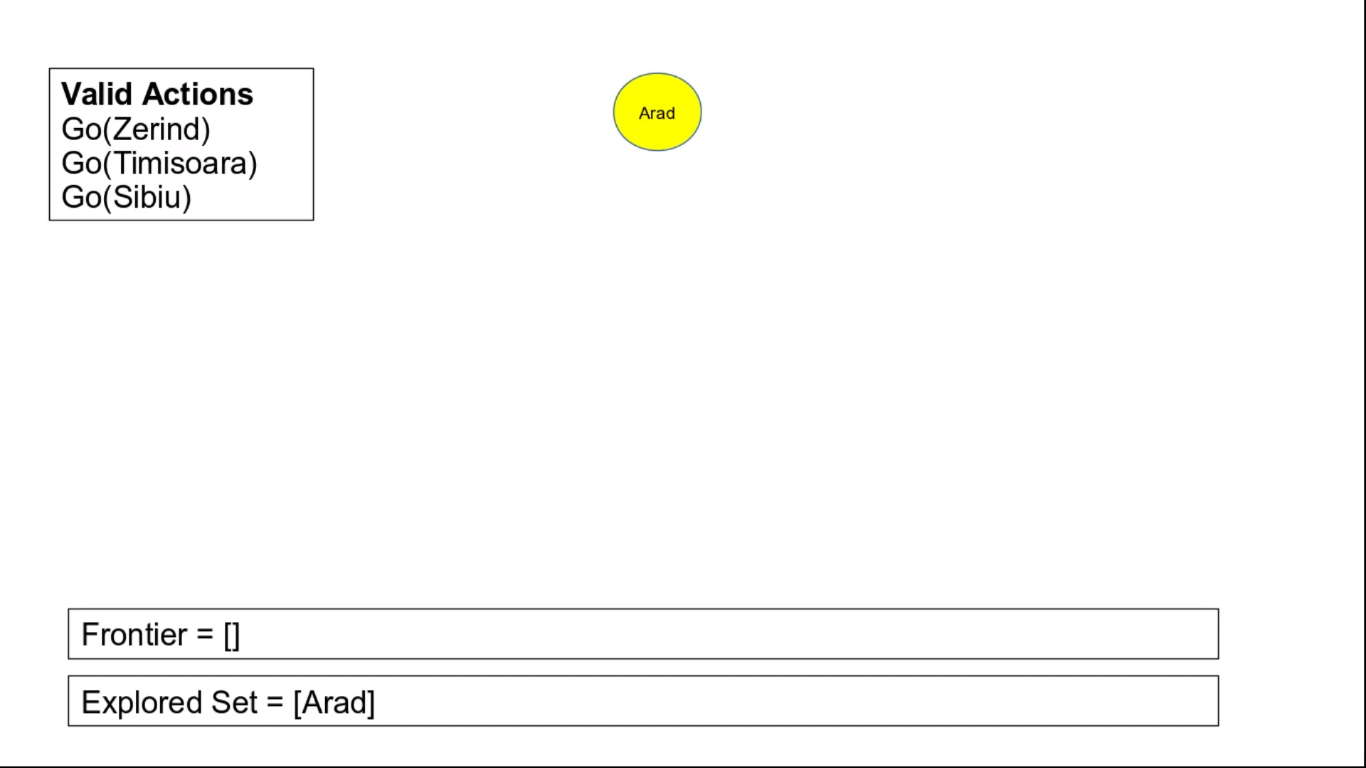 Valid Actions
Go(Zerind)
Go(Timisoara)
Go(Sibiu)
Arad
Frontier = []
Explored Set = [Arad]